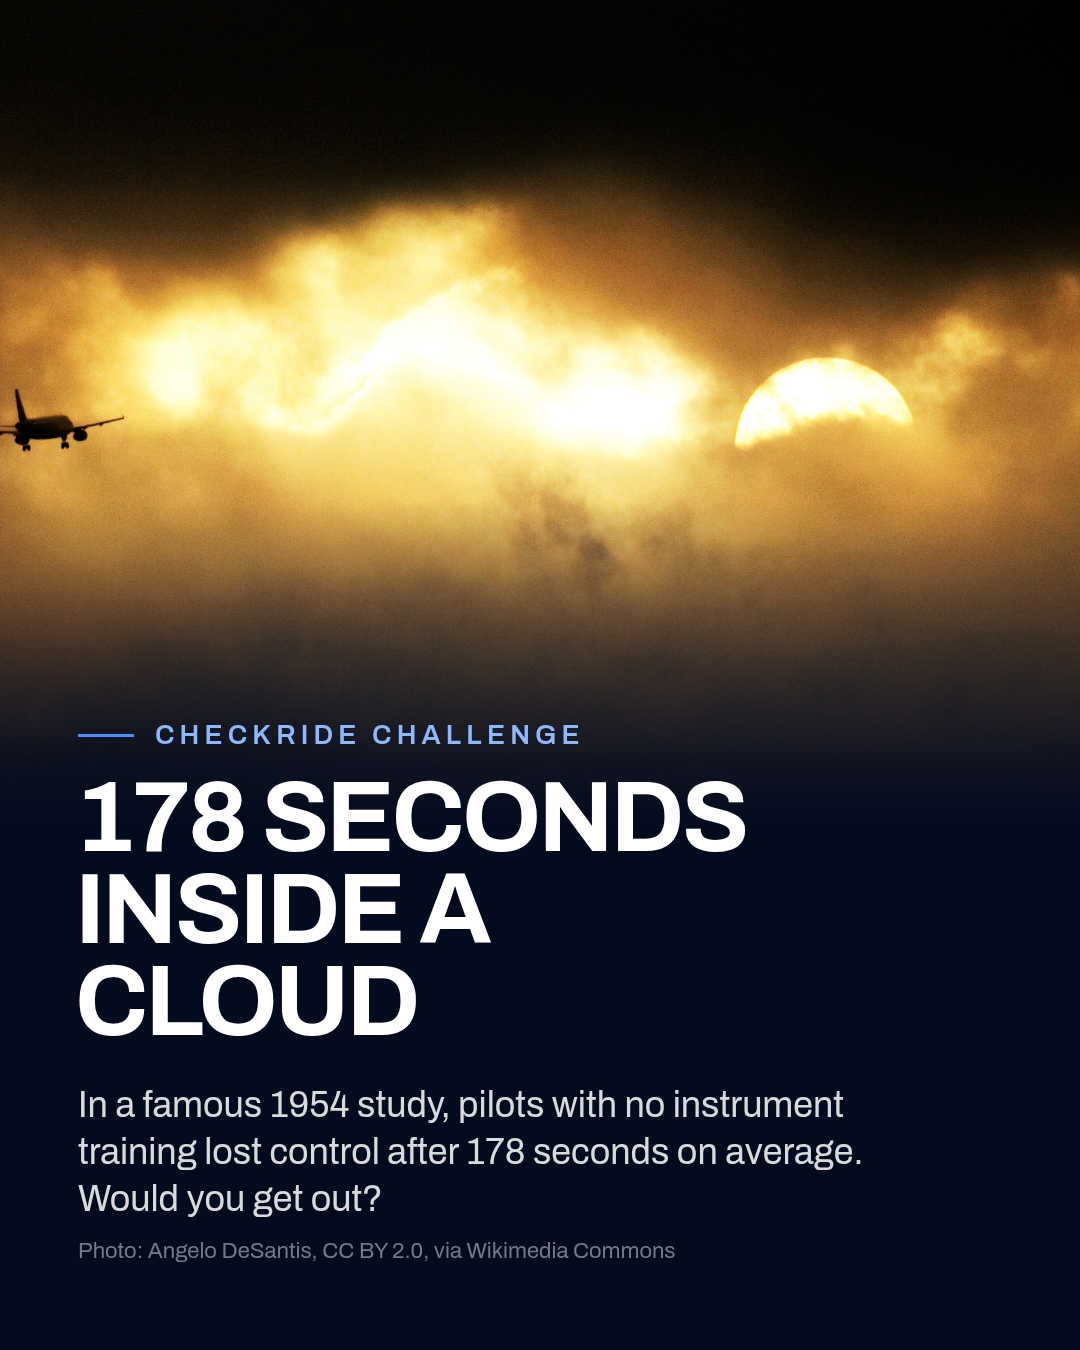 CHECKRIDE CHALLENGE
178 SECONDS
INSIDE A
CLOUD
In a famous 1954 study, pilots with no instrument
training lost control after 178 seconds on average.
Would you get out?
Photo: Angelo DeSantis, CC BY 2.0, via Wikimedia Commons